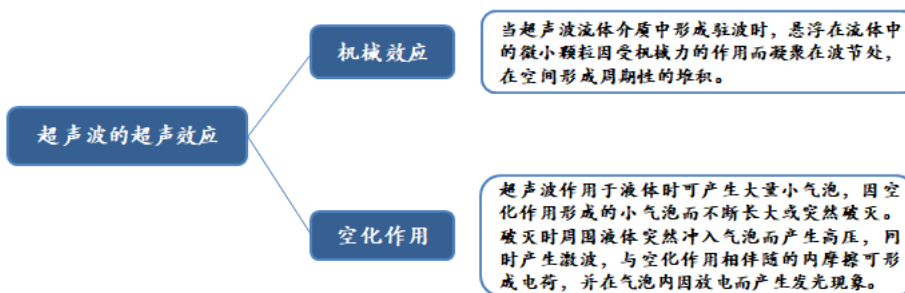 机械效应
当超声波流体介质中形成驻波时，悬浮在流体中
的微小颗粒因受机械力的作用而凝聚在波节处，
在空间形成周期性的堆积。
超声波的超声效应
空化作用
超声波作用于液体时可产生大量小气泡，因空
化作用形成的小气泡而不断长大或突然破灭。
破灭时周围液体突然冲入气泡而产生高压，同
时产生激波，与空化作用相伴随的内摩擦可形
成电荷，并在气泡内因放电而产生发光现象。